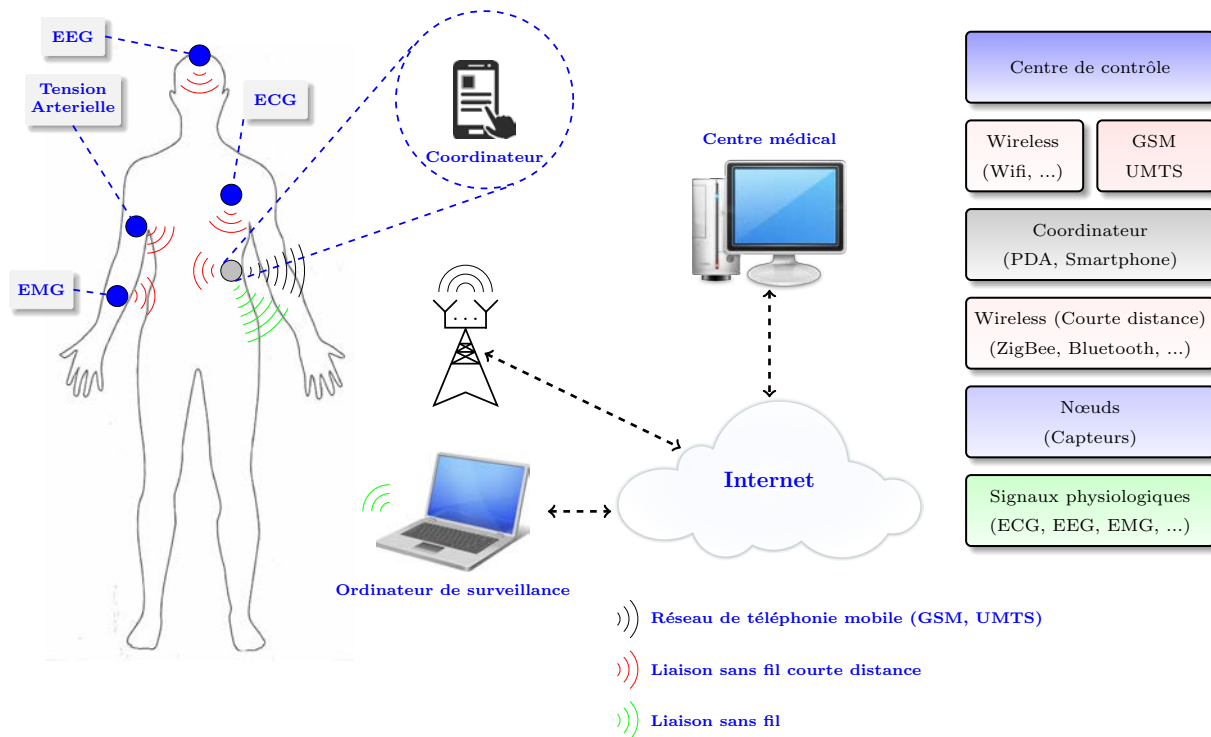 EEG
Tension
Arterielle
ECG
EMG
Coordinateur
Centre médical
. . .
Internet
Ordinateur de surveillance
Réseau de téléphonie mobile (GSM, UMTS)
Liaison sans fil courte distance
Liaison sans fil
Centre de contrôle
Wireless
(Wifi, ...)
GSM
UMTS
Coordinateur
(PDA, Smartphone)
Wireless (Courte distance)
(ZigBee, Bluetooth, ...)
Nœuds
(Capteurs)
Signaux physiologiques
(ECG, EEG, EMG, ...)